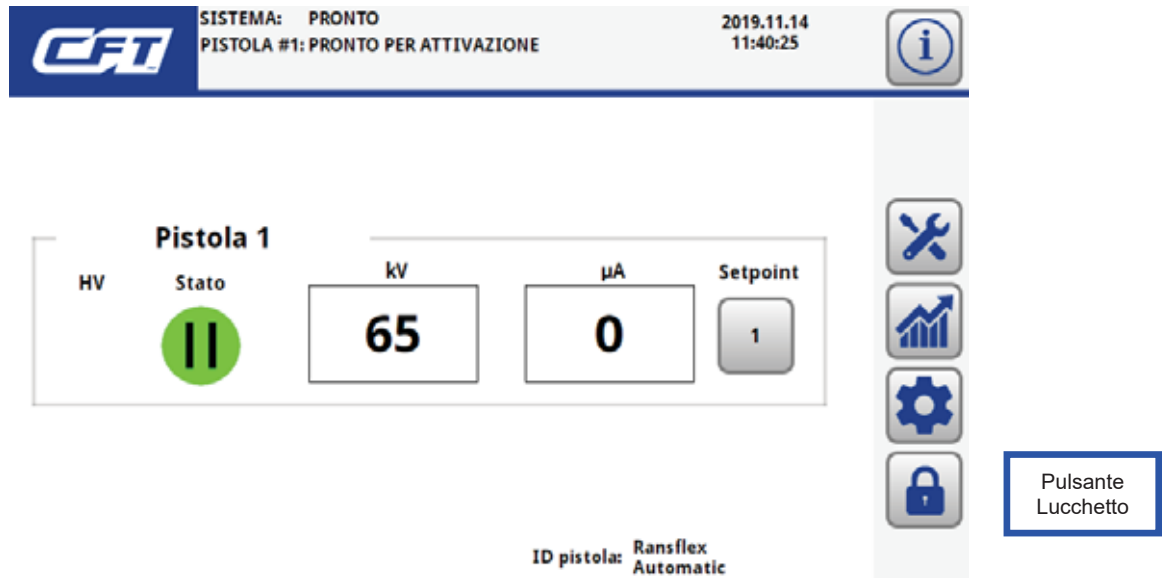 CFT
SISTEMA: PRONTO
PISTOLA #1: PRONTO PER ATTIVAZIONE
2019.11.14
11:40:25
i
Pistola 1
HV
Stato
kV
µA
Setpoint
65
0
1
Pulsante
Lucchetto
ID pistola:
Ransflex
Automatic